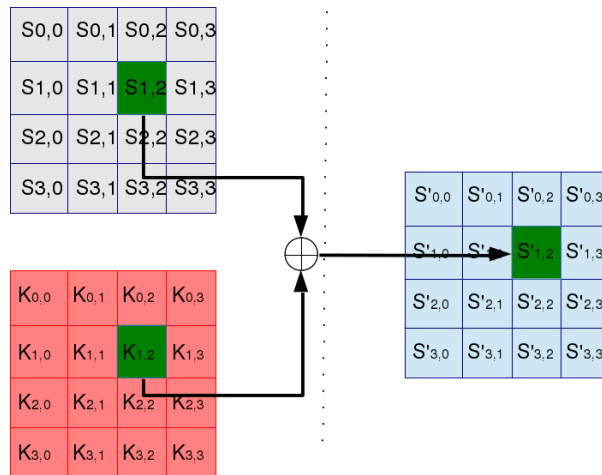 S0,0 S0,1 S0,2 S0,3
S1,0 S1,1 S1,2 S1,3
S2,0 S2,1 S2,2 S2,3
S3,0 S3,1 S3,2 S3,3
K0,0 K0,1 K0,2 K0,3
K1,0 K1,1 K1,2 K1,3
K2,0 K2,1 K2,2 K2,3
K3,0 K3,1 K3,2 K3,3
S'0,0 S'0,1 S'0,2 S'0,3
S'1,0 S'1,1 S'1,2 S'1,3
S'2,0 S'2,1 S'2,2 S'2,3
S'3,0 S'3,1 S'3,2 S'3,3